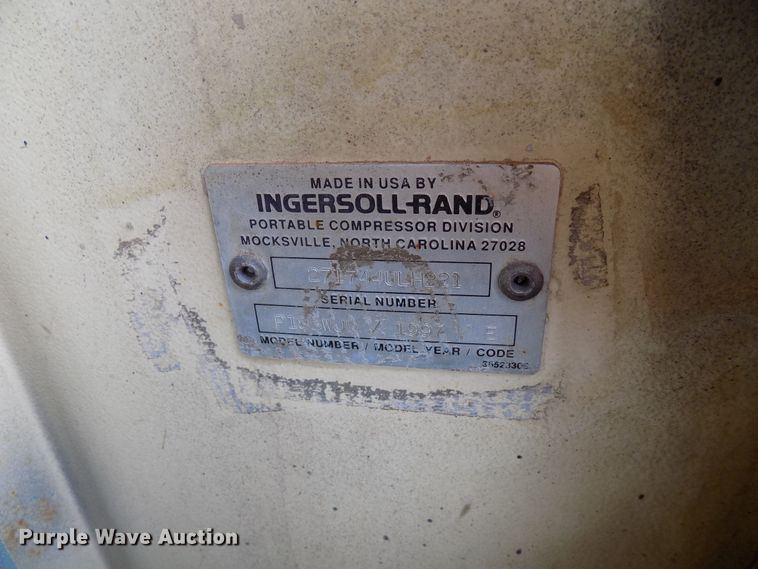 MADE IN USA BY
INGERSOLL-RAND®
PORTABLE COMPRESSOR DIVISION
MOCKSVILLE, NORTH CAROLINA 27028
SERIAL NUMBER
/ 1997
MODEL NUMBER / MODEL YEAR / CODE
Purple Wave Auction